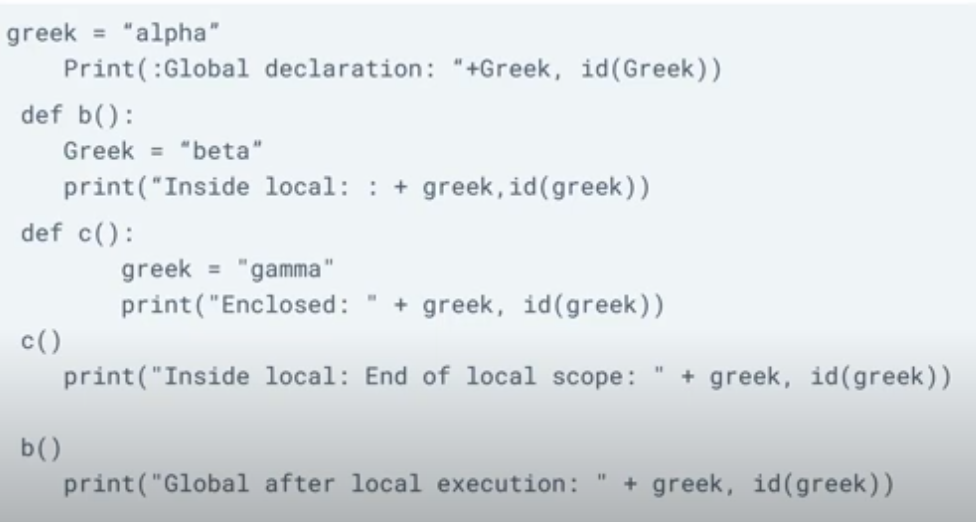 greek = “alpha”
Print(:Global declaration: "+Greek, id(Greek))
def b():
Greek = “beta”
print(“Inside local: : + greek,id(greek))
def c():
greek = "gamma"
print("Enclosed: " + greek, id(greek))
c()
print("Inside local: End of local scope: " + greek, id(greek))
b()
print("Global after local execution: " + greek, id(greek))